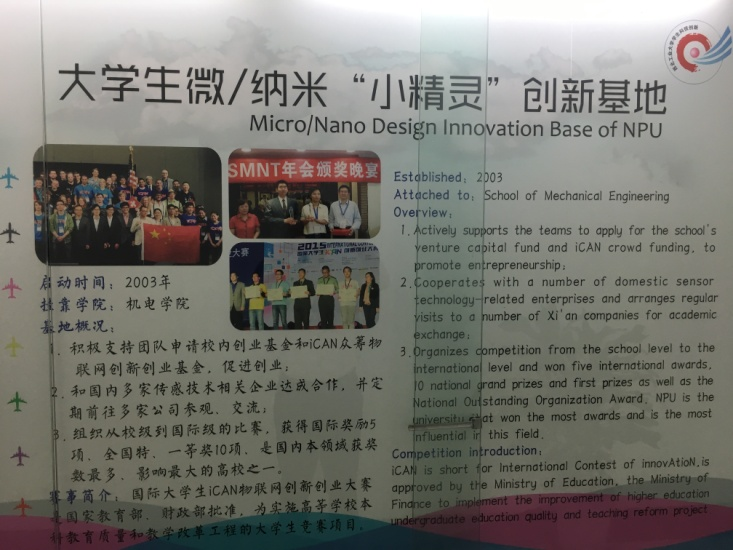 大学生微/纳米“小精灵”创新基地
Micro/Nano Design Innovation Base of NPU
SMNT年会颁奖晚宴
大赛
2015 INTERNATIONAL
启动时间：2003年
挂靠学院：机电学院
基地概况：
1、积极支持团队申请校内创业基金和iCAN众筹物
联网创新创业基金，促进创业；
2、和国内多家传感技术相关企业达成合作，并定
期前往多家公司参观、交流；
3、组织从校级到国际级的比赛，获得国际奖励5
项、全国特、一等奖10项，是国内本领域获奖
数最多、影响最大的高校之一。
赛事简介：国际大学生iCAN物联网创新创业大赛
是国家教育部、财政部批准，为实施高等学校本
科教育质量和教学改革工程的大学生竞赛项目。
Established：2003
Attached to：School of Mechanical Engineering
Overview：
1. Actively supports the teams to apply for the school's
venture capital fund and iCAN crowd funding, to
promote entrepreneurship;
2. Cooperates with a number of domestic sensor
technology-related enterprises and arranges regular
visits to a number of Xi'an companies for academic
exchange;
3. Organizes competition from the school level to the
international level and won five international awards,
10 national grand prizes and first prizes as well as the
National Outstanding Organization Award. NPU is the
university that won the most awards and is the most
influential in this field.
Competition introduction：
iCAN is short for International Contest of innovAtioN,is
approved by the Ministry of Education, the Ministry of
Finance to implement the improvement of higher education
undergraduate education quality and teaching reform project